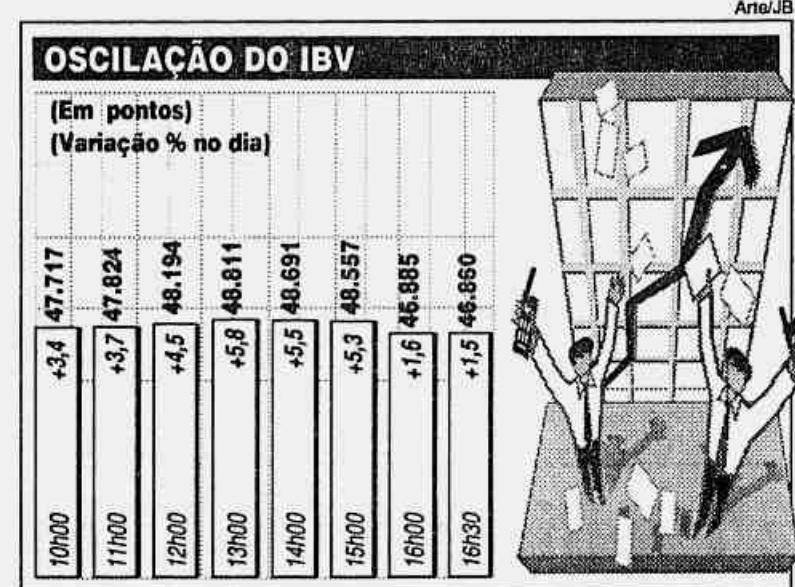 Arte/JB
OSCILAÇÃO DO IBV
(Em pontos)
(Variação % no dia)
47.717
47.824
48.194
48.811
48.691
48.557
46.885
46.860
+3,4
+3,7
+4,5
+5,8
+5,5
+5,3
+1,6
+1,5
10h00
11h00
12h00
13h00
14h00
15h00
16h00
16h30